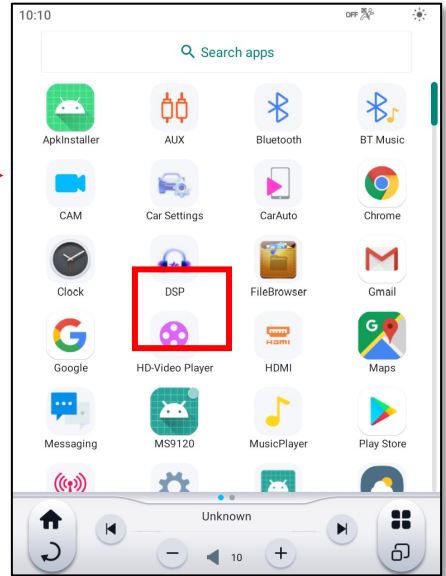 10:10 OFF
Search apps
ApkInstaller AUX Bluetooth BT Music
CAM Car Settings CarAuto Chrome
Clock DSP FileBrowser Gmail
HDMI
G
Google HD-Video Player HDMI Maps
Messaging MS9120 MusicPlayer Play Store
Unknown
10